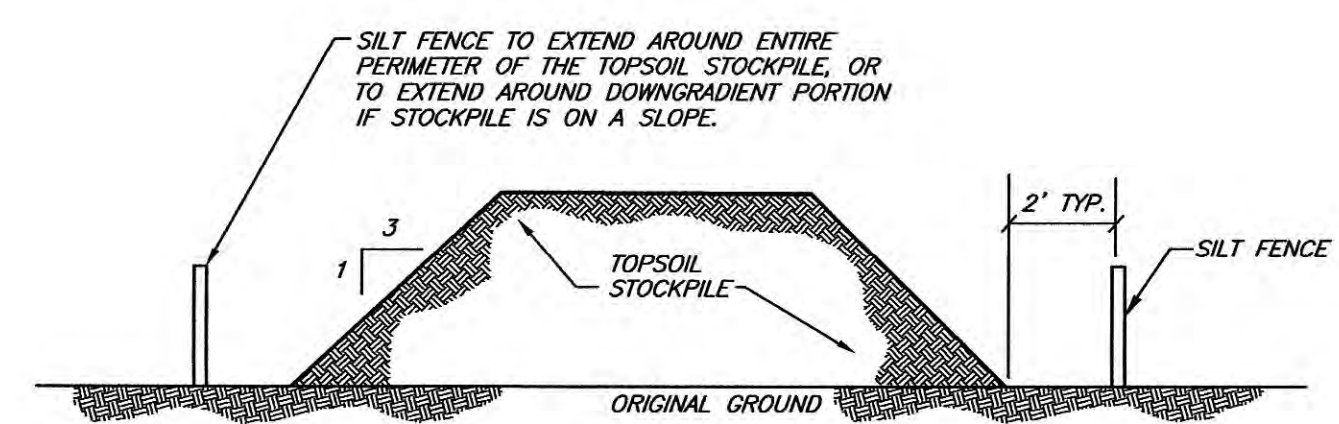 SILT FENCE TO EXTEND AROUND ENTIRE
PERIMETER OF THE TOPSOIL STOCKPILE, OR
TO EXTEND AROUND DOWNGRADIENT PORTION
IF STOCKPILE IS ON A SLOPE.
2' TYP.
3
1
SILT FENCE
TOPSOIL
STOCKPILE
ORIGINAL GROUND